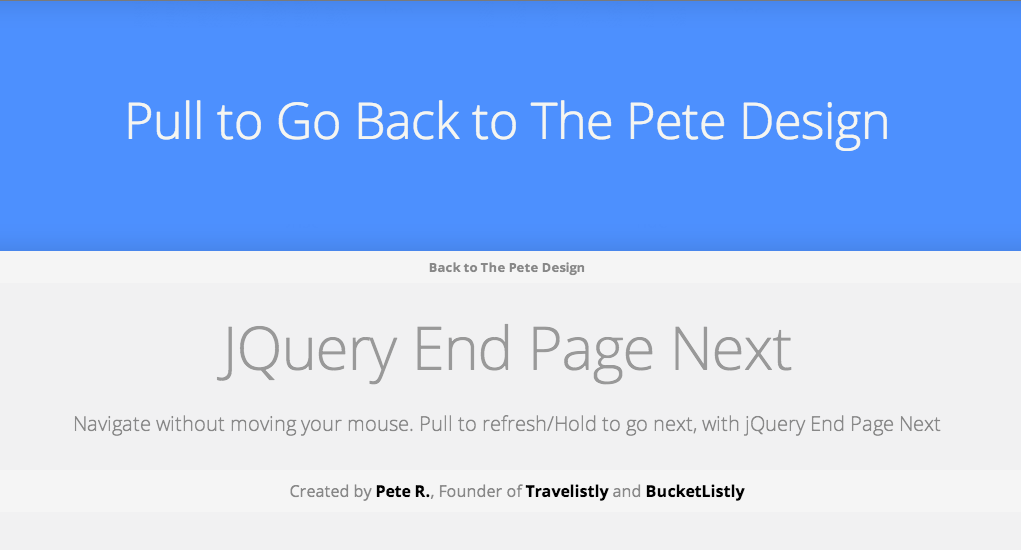 Pull to Go Back to The Pete Design
Back to The Pete Design
JQuery End Page Next
Navigate without moving your mouse. Pull to refresh/Hold to go next, with jQuery End Page Next
Created by Pete R., Founder of Travelistly and BucketListly